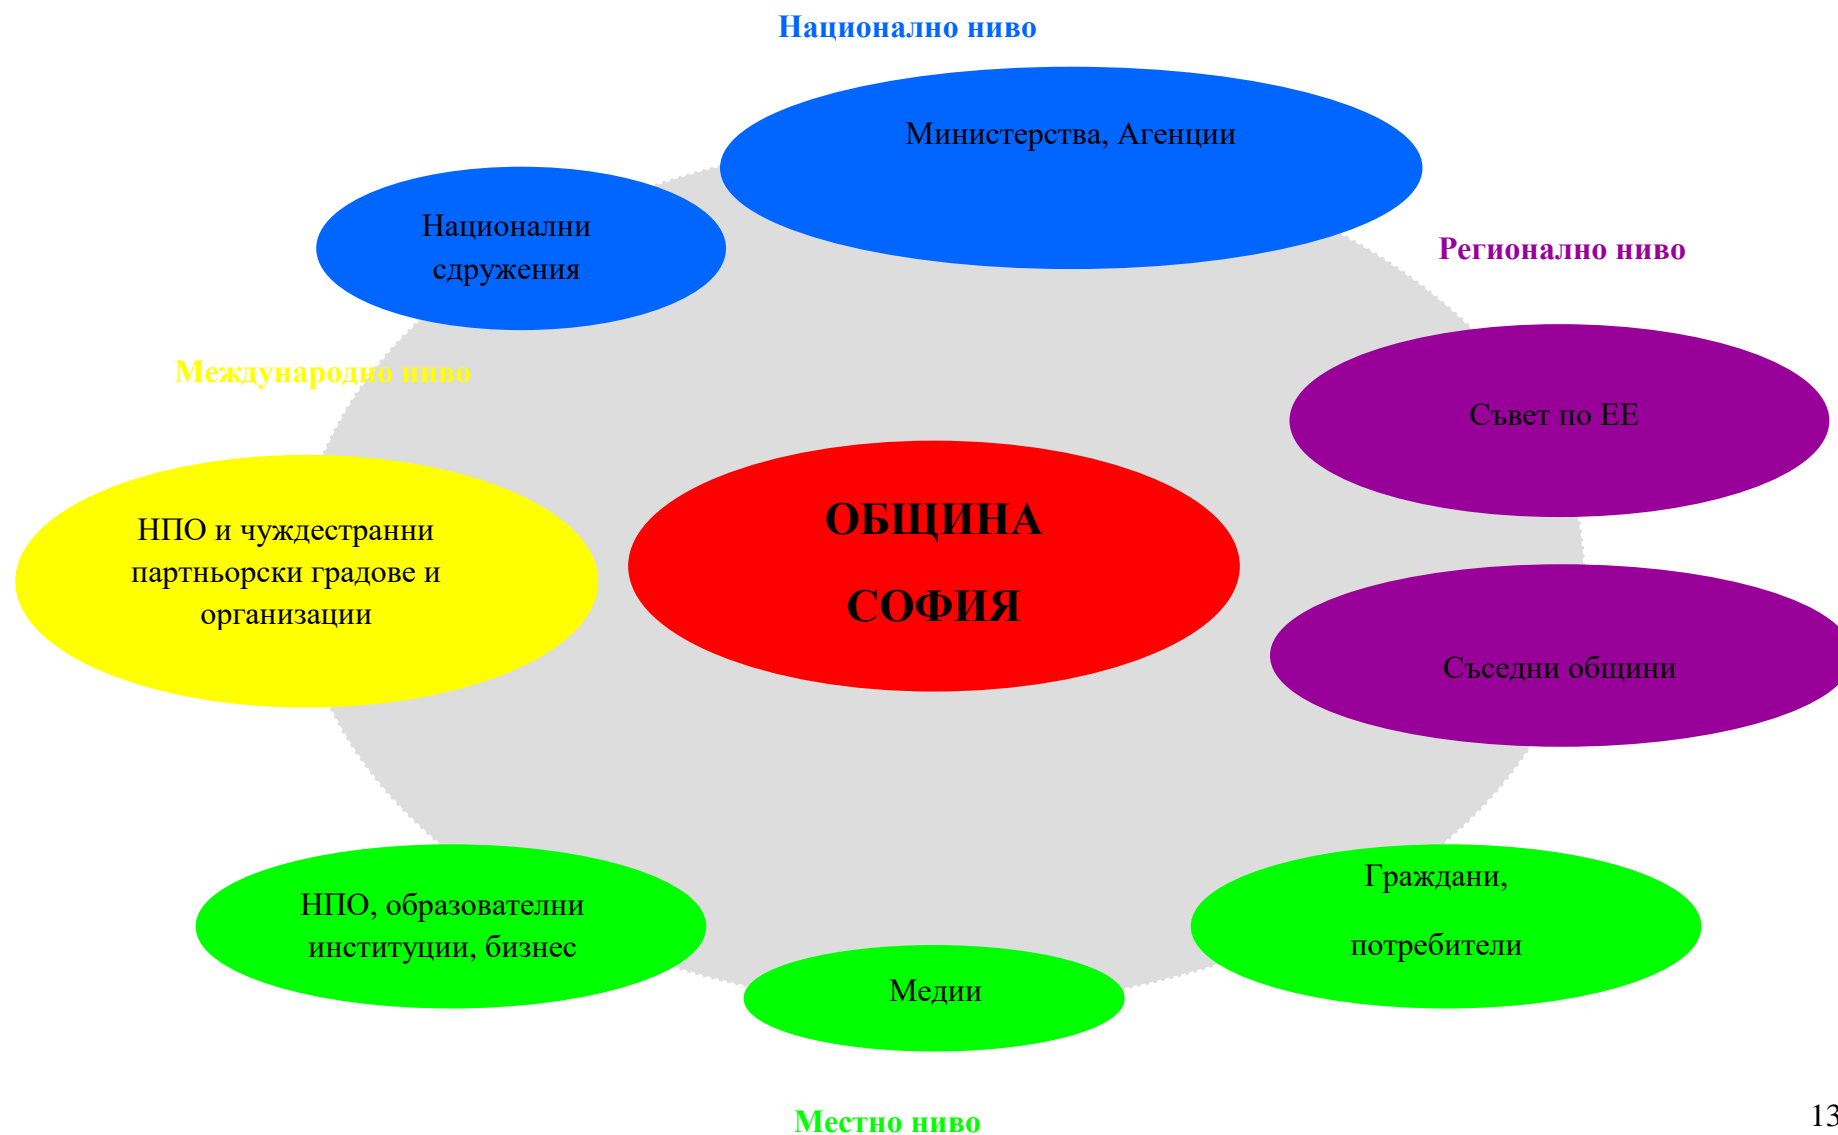 Национално ниво
Министерства, Агенции
Национални
сдружения
Регионално ниво
Международно ниво
Съвет по ЕЕ
НПО и чуждестранни
партньорски градове и
организации
ОБЩИНА
СОФИЯ
Съседни общини
Граждани,
потребители
НПО, образователни
институции, бизнес
Медии
Местно ниво
13